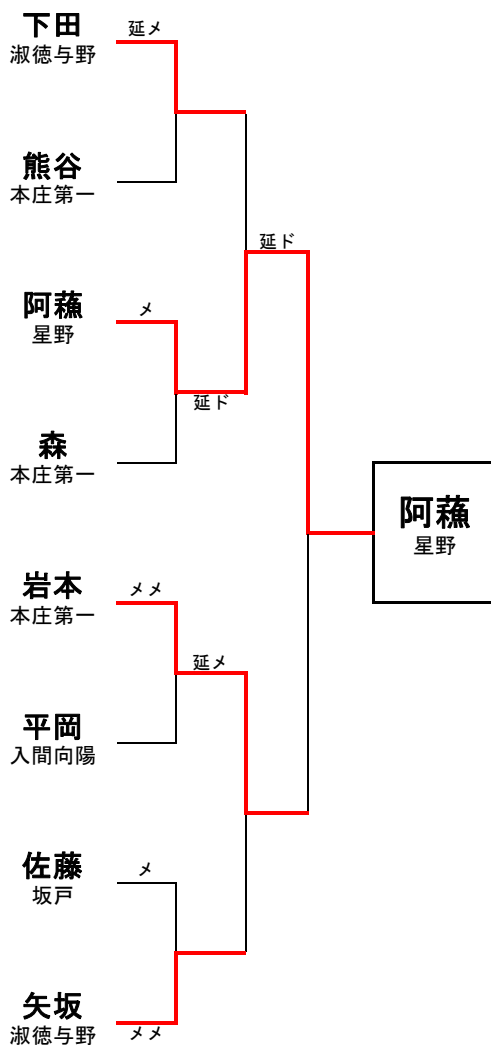 下田
淑徳与野
延メ
熊谷
本庄第一
延ド
阿蘓
星野
メ
延ド
森
本庄第一
阿蘓
星野
岩本
本庄第一
メメ
延メ
平岡
入間向陽
佐藤
坂戸
メ
矢坂
淑徳与野
メメ